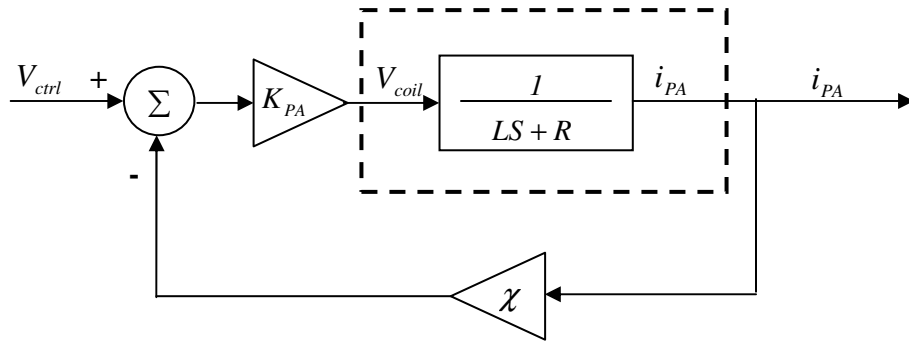 V_ctrl
+
Σ
K_PA
V_coil
1
LS + R
i_PA
i_PA
-
χ